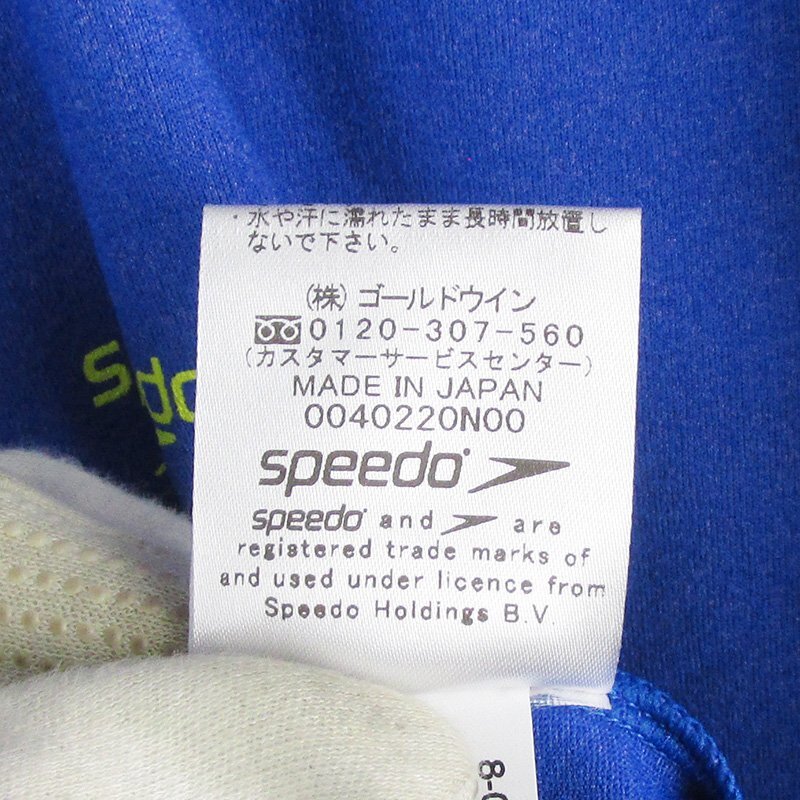 ・水や汗に濡れたまま長時間放置し
ないで下さい。
(株)ゴールドウイン
0120-307-560
(カスタマーサービスセンター)
MADE IN JAPAN
0040220N00
speedo
speedo and are
registered trade marks of
and used under licence from
Speedo Holdings B.V.